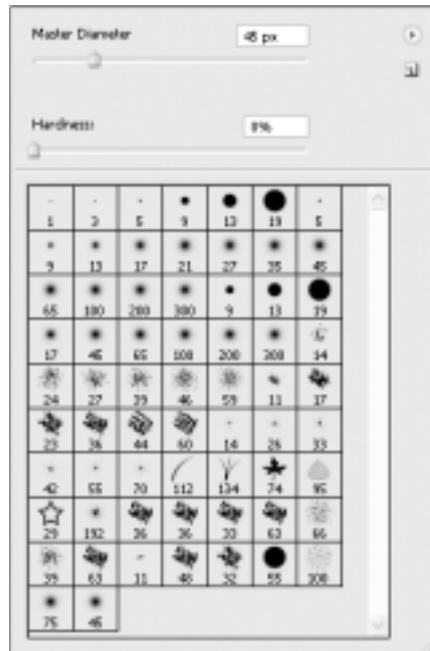 Master Diameter 45 px
Hardness: 0%
1 3 5 9 13 19 5
9 13 17 21 27 35 45
65 100 200 300 9 13 19
17 45 65 100 200 300 14
24 27 39 46 59 11 17
23 36 44 60 14 26 33
42 55 70 112 134 74 95
29 192 36 36 33 63 66
39 63 11 48 32 55 100
75 45